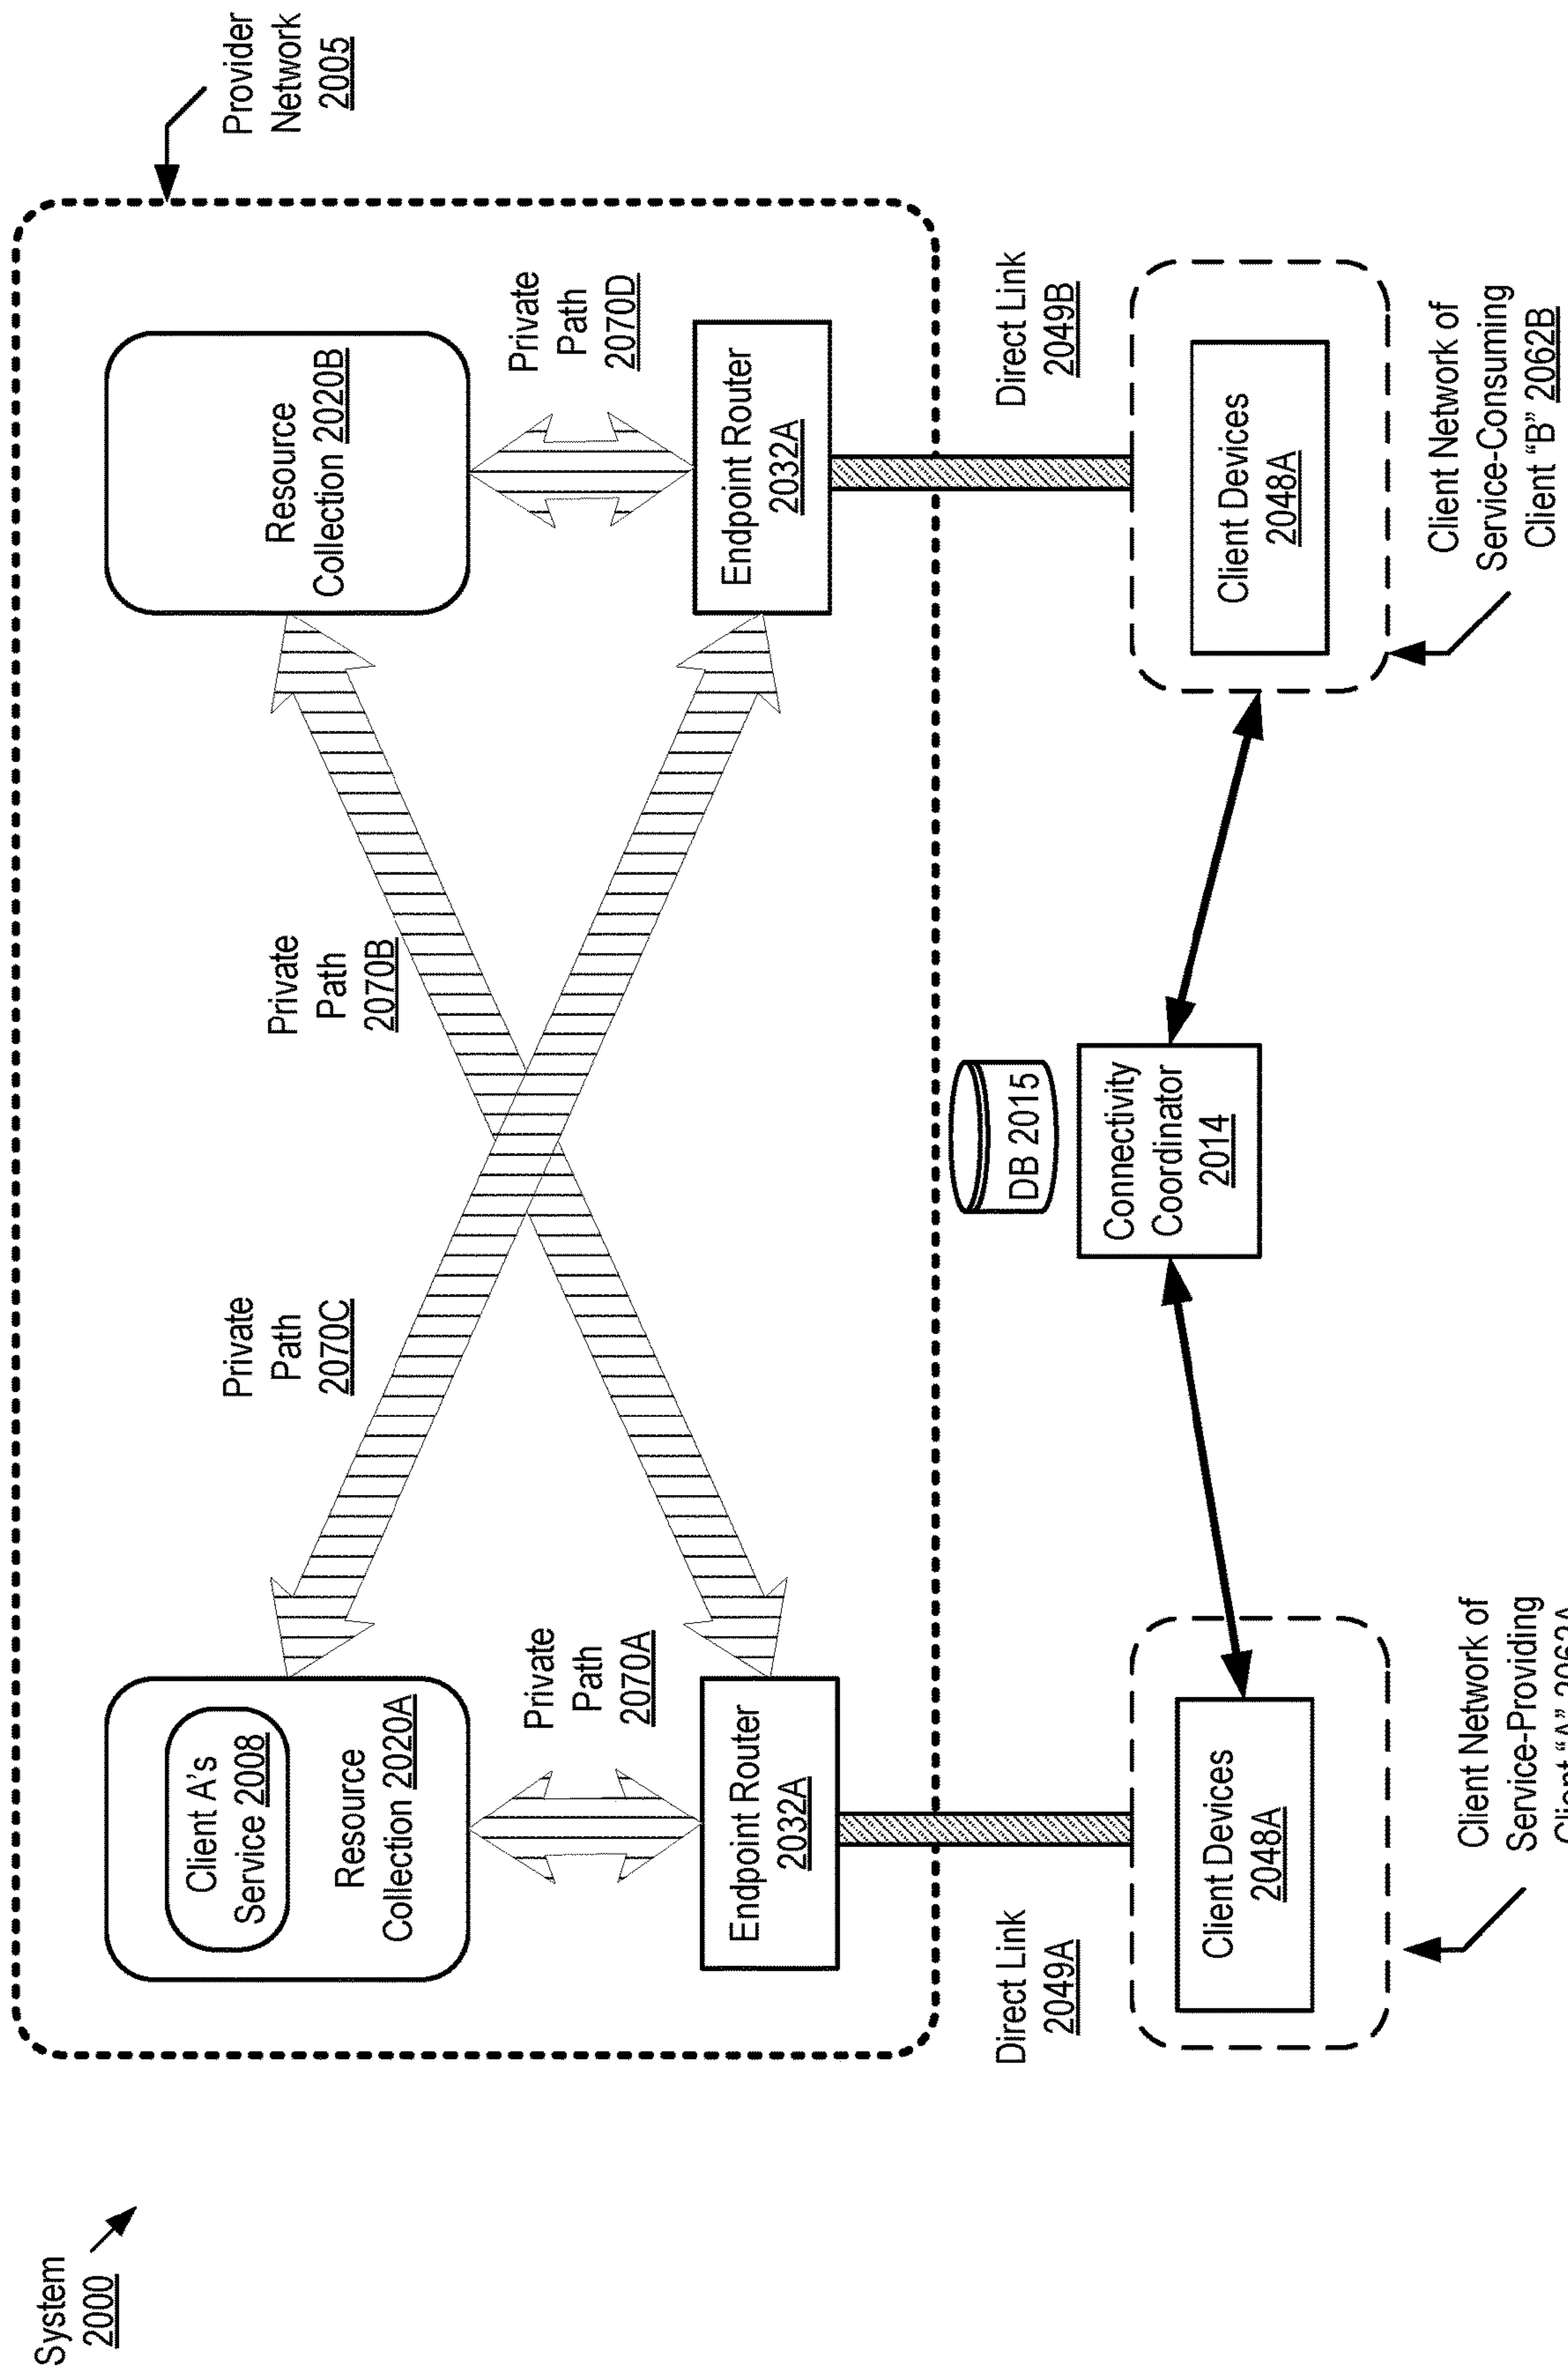 System
2000
Provider
Network
2005
Client A's
Service 2008
Resource
Collection 2020A
Resource
Collection 2020B
Private
Path
2070C
Private
Path
2070B
Private
Path
2070A
Private
Path
2070D
Endpoint Router
2032A
Endpoint Router
2032A
Direct Link
2049A
DB 2015
Direct Link
2049B
Connectivity
Coordinator
2014
Client Devices
2048A
Client Devices
2048A
Client Network of
Service-Providing
Client “A” 2062A
Client Network of
Service-Consuming
Client “B” 2062B